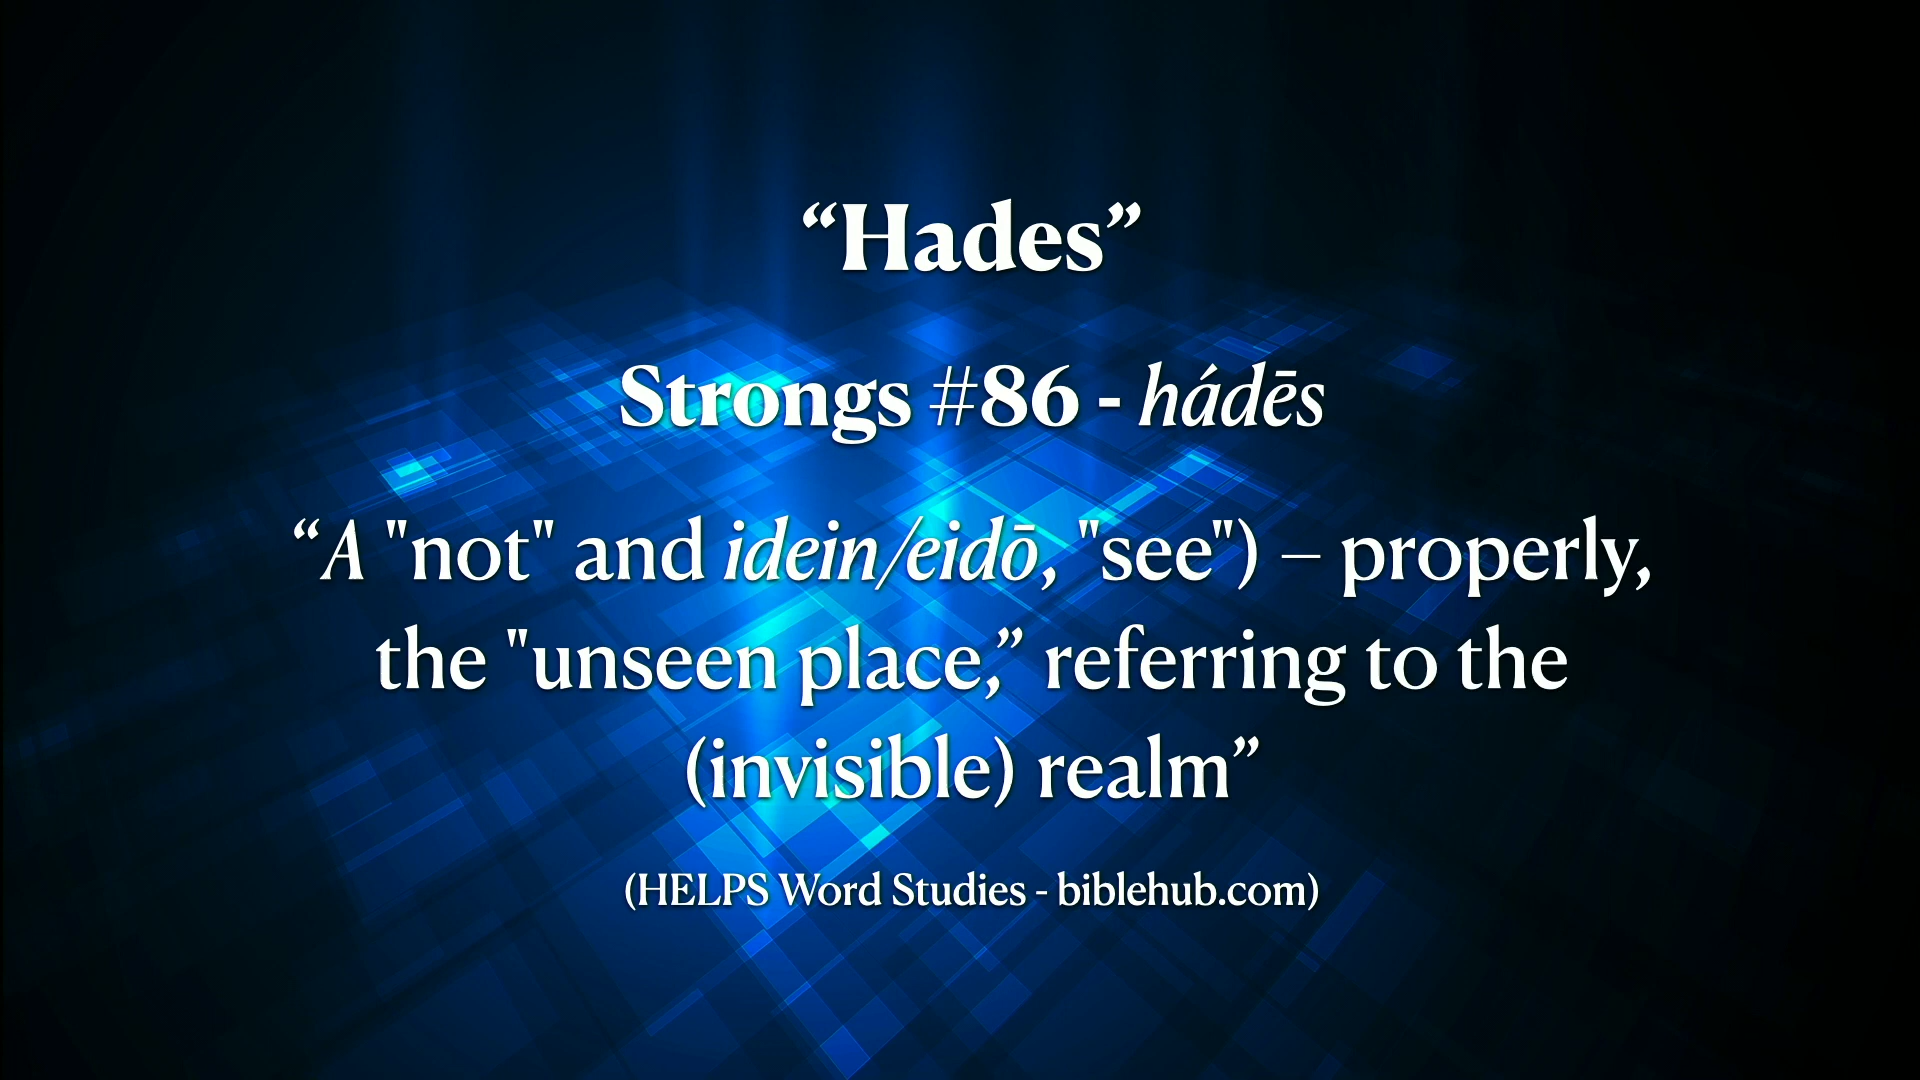 “Hades”
Strongs #86 - hádēs
“A "not" and idein/eidō, "see") – properly,
the "unseen place,” referring to the
(invisible) realm”
(HELPS Word Studies - biblehub.com)